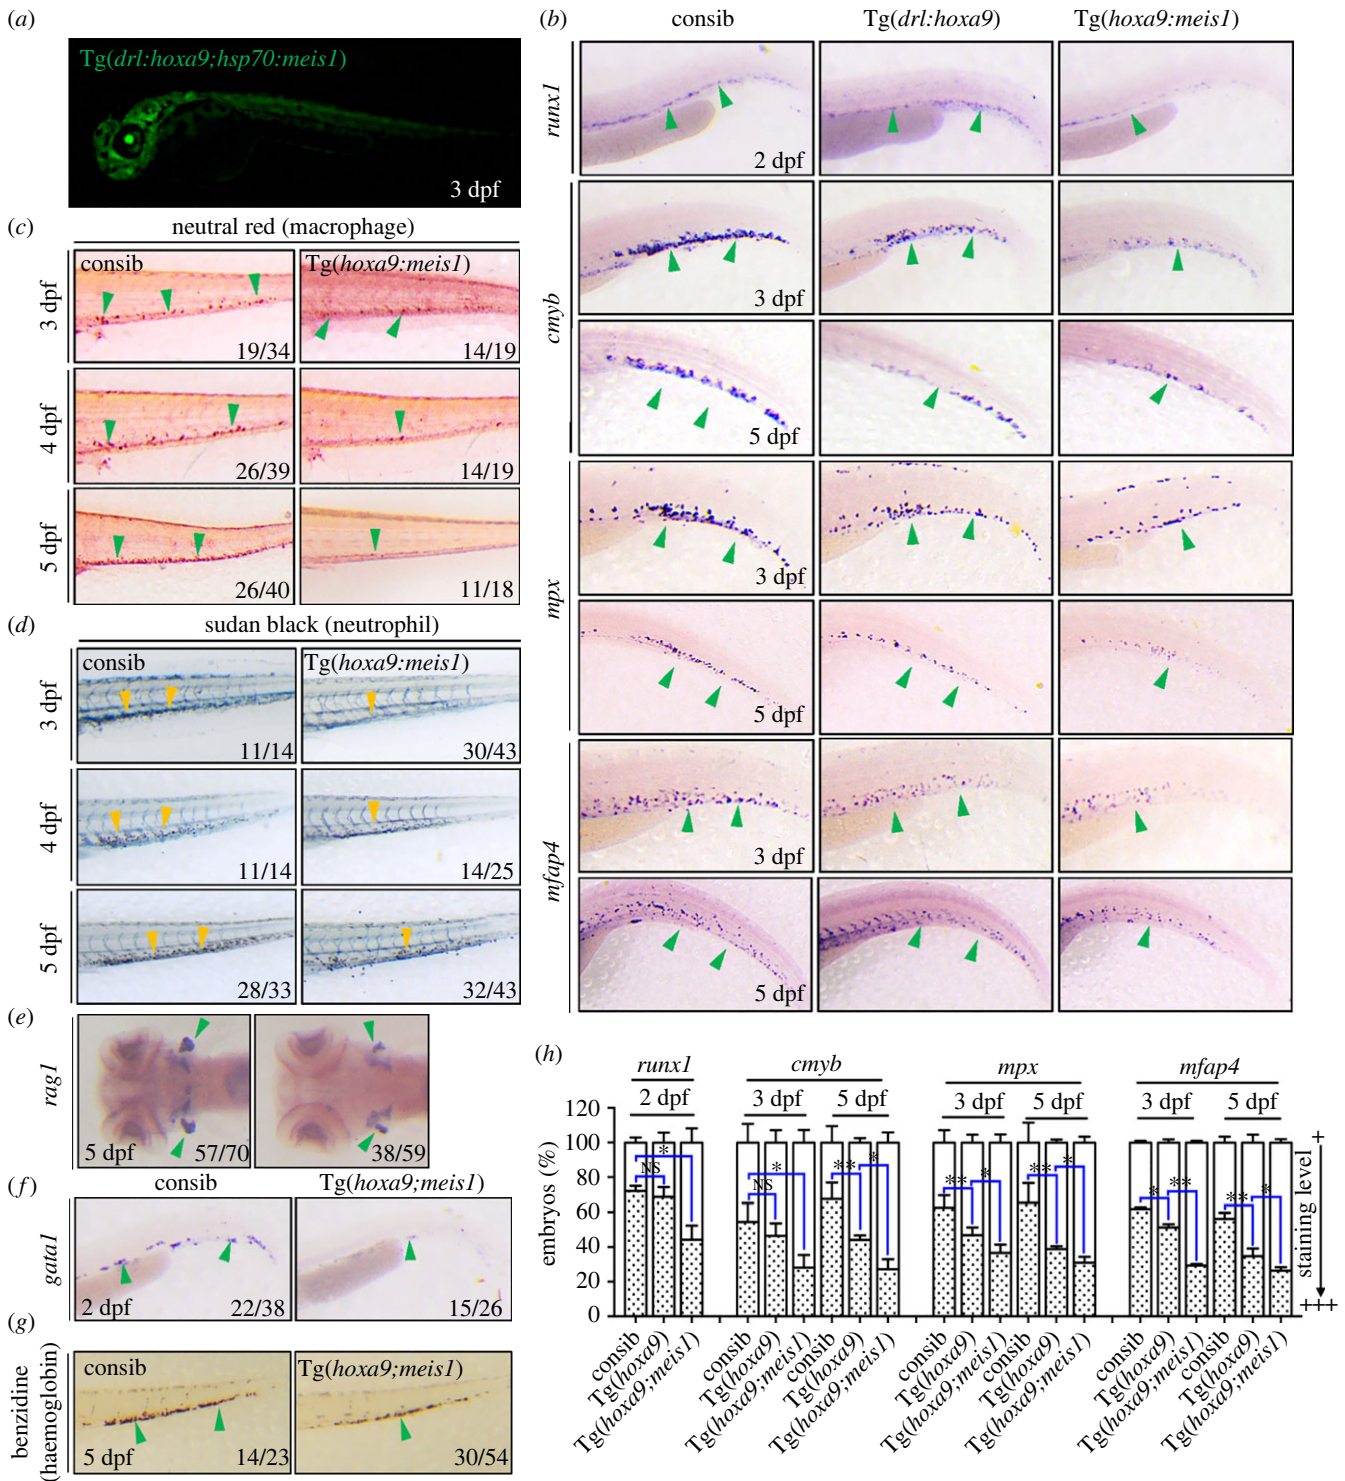 (a)
Tg(drl:hoxa9;hsp70:meis1)
3 dpf
(b)
consib
Tg(drl:hoxa9)
Tg(hoxa9:meis1)
runx1
2 dpf
cmyb
3 dpf
5 dpf
mpx
3 dpf
5 dpf
mfap4
3 dpf
5 dpf
(c)
neutral red (macrophage)
consib
Tg(hoxa9:meis1)
3 dpf
19/34
14/19
4 dpf
26/39
14/19
5 dpf
26/40
11/18
(d)
sudan black (neutrophil)
consib
Tg(hoxa9:meis1)
3 dpf
11/14
30/43
4 dpf
11/14
14/25
5 dpf
28/33
32/43
(e)
rag1
5 dpf
57/70
38/59
consib
Tg(hoxa9;meis1)
(f)
gata1
2 dpf
22/38
15/26
(g)
benzidine
(haemoglobin)
consib
Tg(hoxa9;meis1)
5 dpf
14/23
30/54
(h)
runx1
cmyb
mpx
mfap4
2 dpf
3 dpf
5 dpf
3 dpf
5 dpf
3 dpf
5 dpf
embryos (%)
120
100
80
60
40
20
0
NS
*
NS
*
**
*
**
*
**
*
*
**
**
*
+
staining level
+++
consib
Tg(hoxa9)
Tg(hoxa9;meis1)
consib
Tg(hoxa9)
Tg(hoxa9;meis1)
consib
Tg(hoxa9)
Tg(hoxa9;meis1)
consib
Tg(hoxa9)
Tg(hoxa9;meis1)
consib
Tg(hoxa9)
Tg(hoxa9;meis1)
consib
Tg(hoxa9)
Tg(hoxa9;meis1)
consib
Tg(hoxa9)
Tg(hoxa9;meis1)